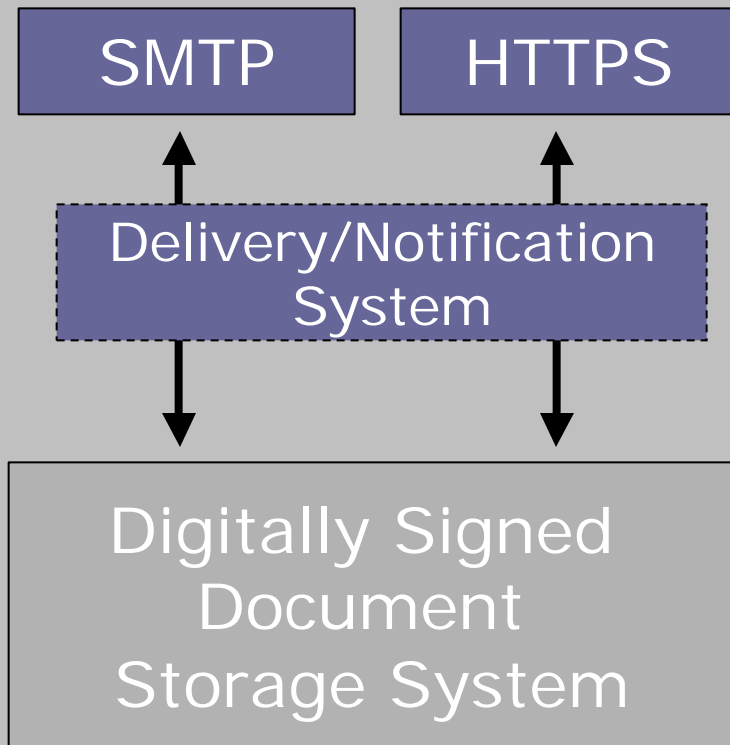 SMTP
HTTPS
Delivery/Notification
System
Digitally Signed
Document
Storage System